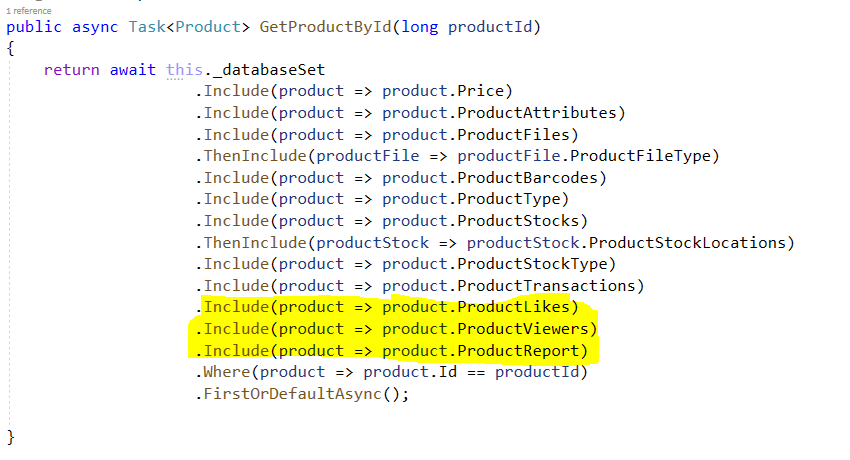 1 reference
public async Task<Product> GetProductById(long productId)
{
return await this._databaseSet
.Include(product => product.Price)
.Include(product => product.ProductAttributes)
.Include(product => product.ProductFiles)
.ThenInclude(productFile => productFile.ProductFileType)
.Include(product => product.ProductBarcodes)
.Include(product => product.ProductType)
.Include(product => product.ProductStocks)
.ThenInclude(productStock => productStock.ProductStockLocations)
.Include(product => product.ProductStockType)
.Include(product => product.ProductTransactions)
.Include(product => product.ProductLikes)
.Include(product => product.ProductViewers)
.Include(product => product.ProductReport)
.Where(product => product.Id == productId)
.FirstOrDefaultAsync();
}